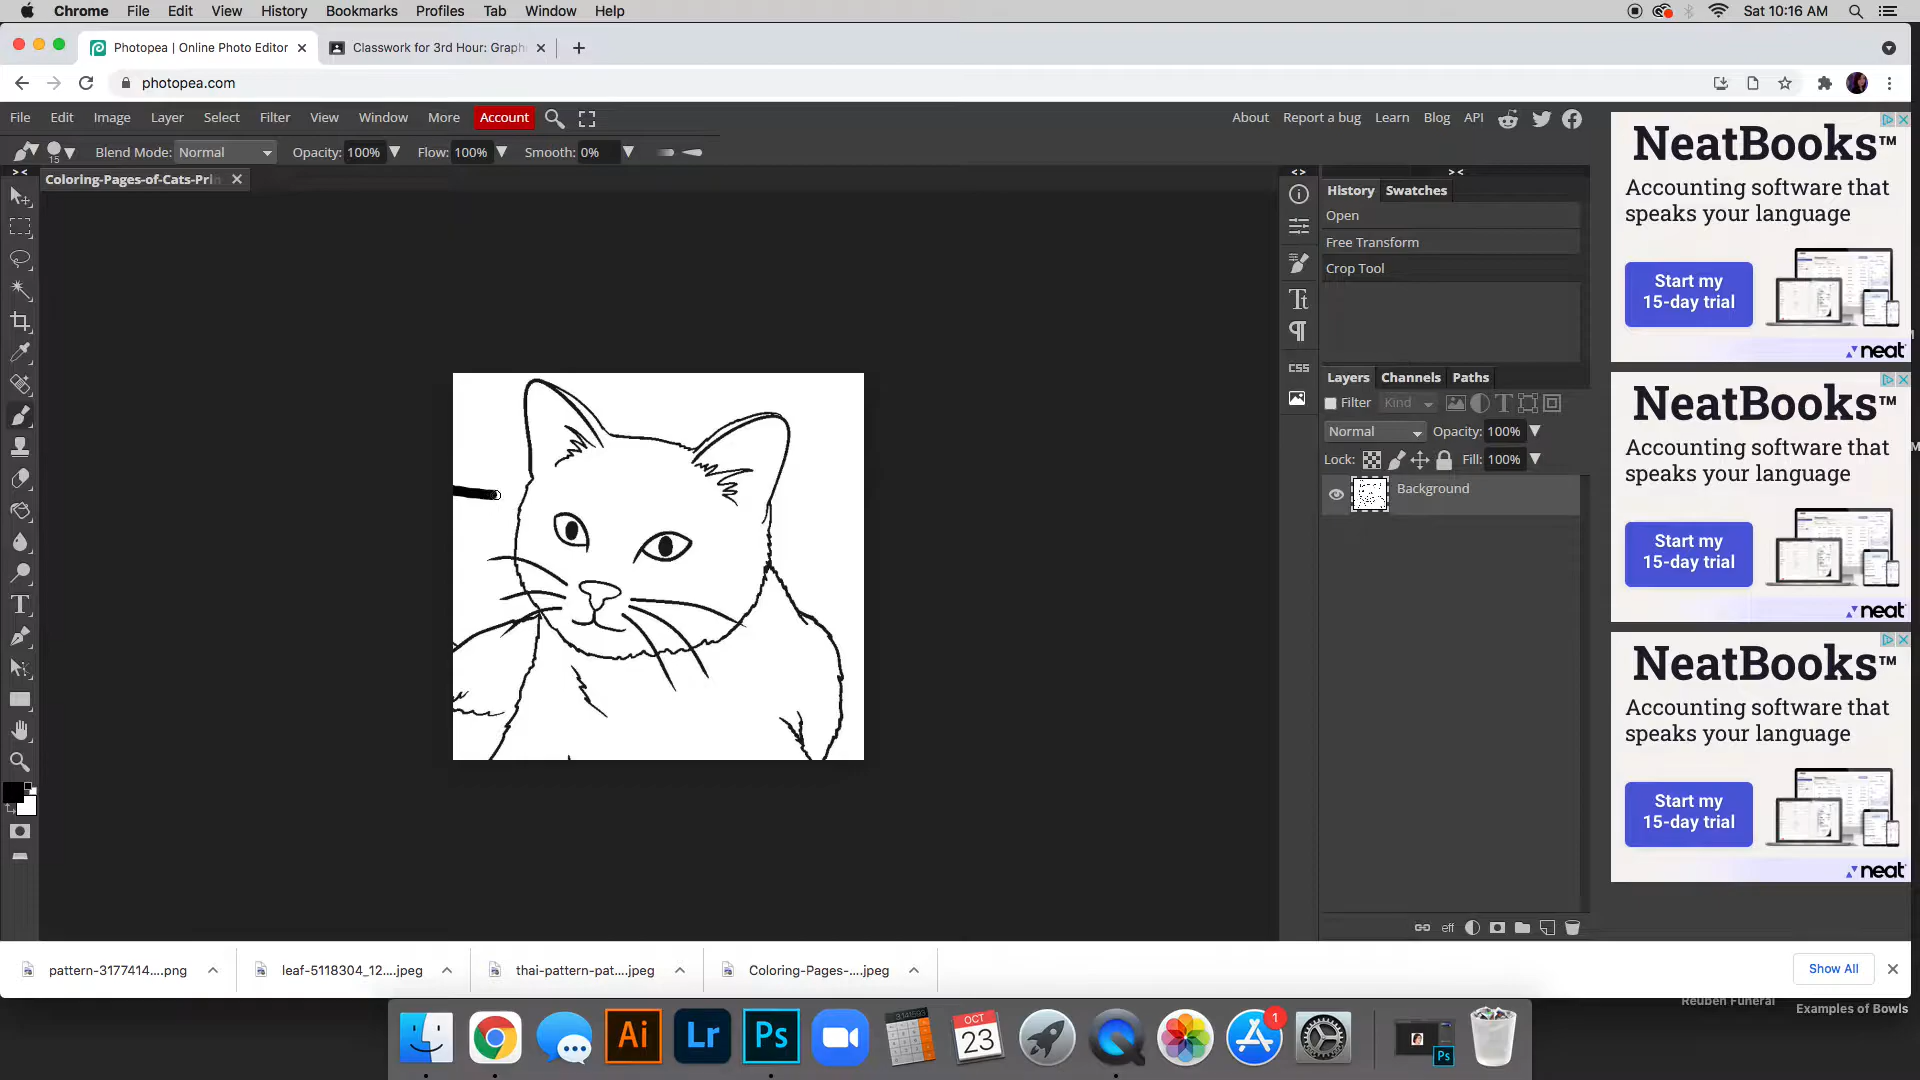 Chrome File Edit View History Bookmarks Profiles Tab Window Help Sat 10:16 AM
Photopea | Online Photo Editor Classwork for 3rd Hour: Graph
photopea.com
File Edit Image Layer Select Filter View Window More Account About Report a bug Learn Blog API
15 Blend Mode: Normal Opacity: 100% Flow: 100% Smooth: 0%
Coloring-Pages-of-Cats-Prin
History Swatches
Open
Free Transform
Crop Tool
Layers Channels Paths
Filter Kind
Normal Opacity: 100%
Lock: Fill: 100%
Background
CSS
eff
NeatBooks™
Accounting software that
speaks your language
Start my
15-day trial
neat
NeatBooks™
Accounting software that
speaks your language
Start my
15-day trial
neat
NeatBooks™
Accounting software that
speaks your language
Start my
15-day trial
neat
pattern-3177414....png leaf-5118304_12....jpeg thai-pattern-pat....jpeg Coloring-Pages-....jpeg Show All
Reuben Funeral
Examples of Bowls
Ai Lr Ps OCT 23 1 Ps